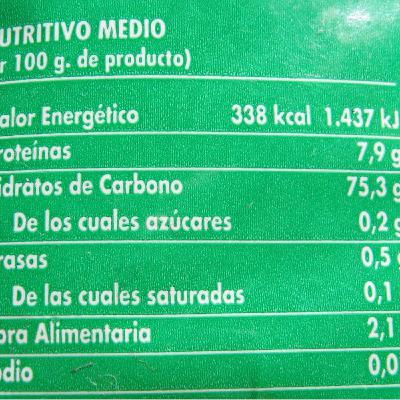 UTRITIVO MEDIO
r 100 g. de producto)
alor Energético 338 kcal 1.437 kJ
roteínas 7,9 g
idràtos de Carbono 75,3 g
De los cuales azúcares 0,2 g
rasas 0,5 g
De las cuales saturadas 0,1
bra Alimentaria 2,1
odio 0,0